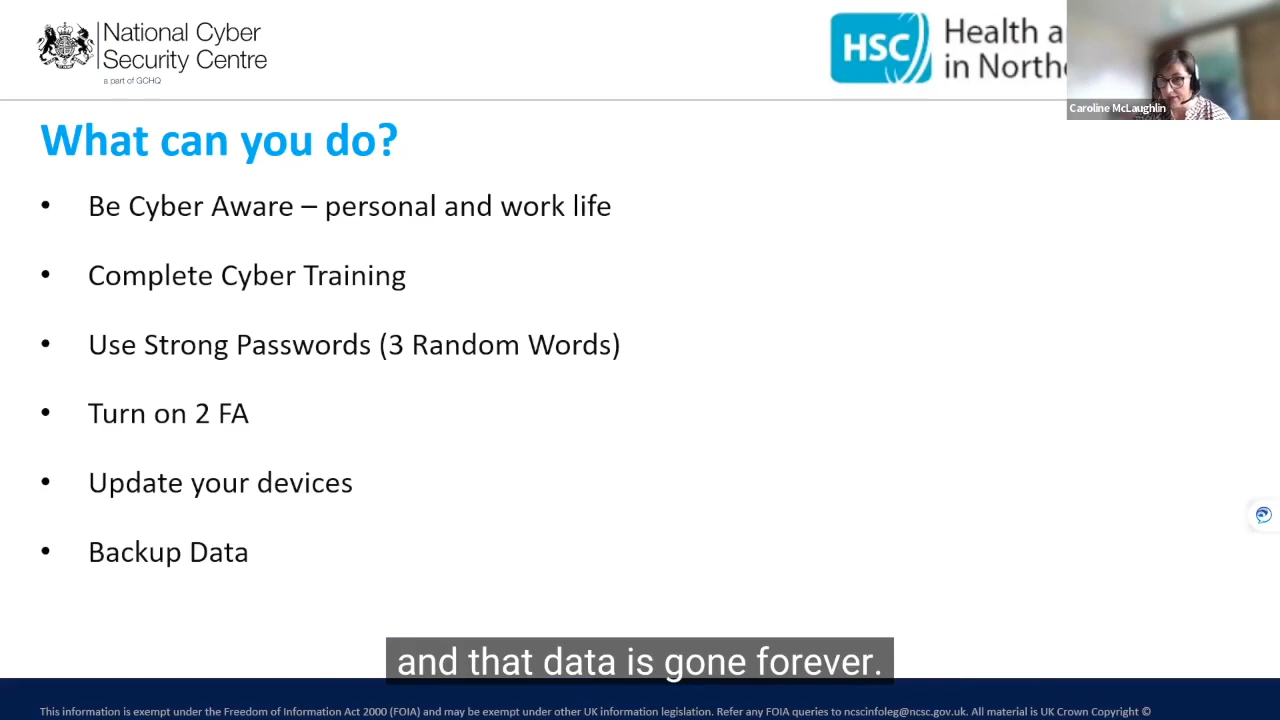 National Cyber
Security Centre
a part of GCHQ
HSC
Health a
in Northe
Caroline McLaughlin
What can you do?
• Be Cyber Aware – personal and work life
• Complete Cyber Training
• Use Strong Passwords (3 Random Words)
• Turn on 2 FA
• Update your devices
• Backup Data
and that data is gone forever.
This information is exempt under the Freedom of Information Act 2000 (FOIA) and may be exempt under other UK information legislation. Refer any FOIA queries to ncscinfoleg@ncsc.gov.uk. All material is UK Crown Copyright ©